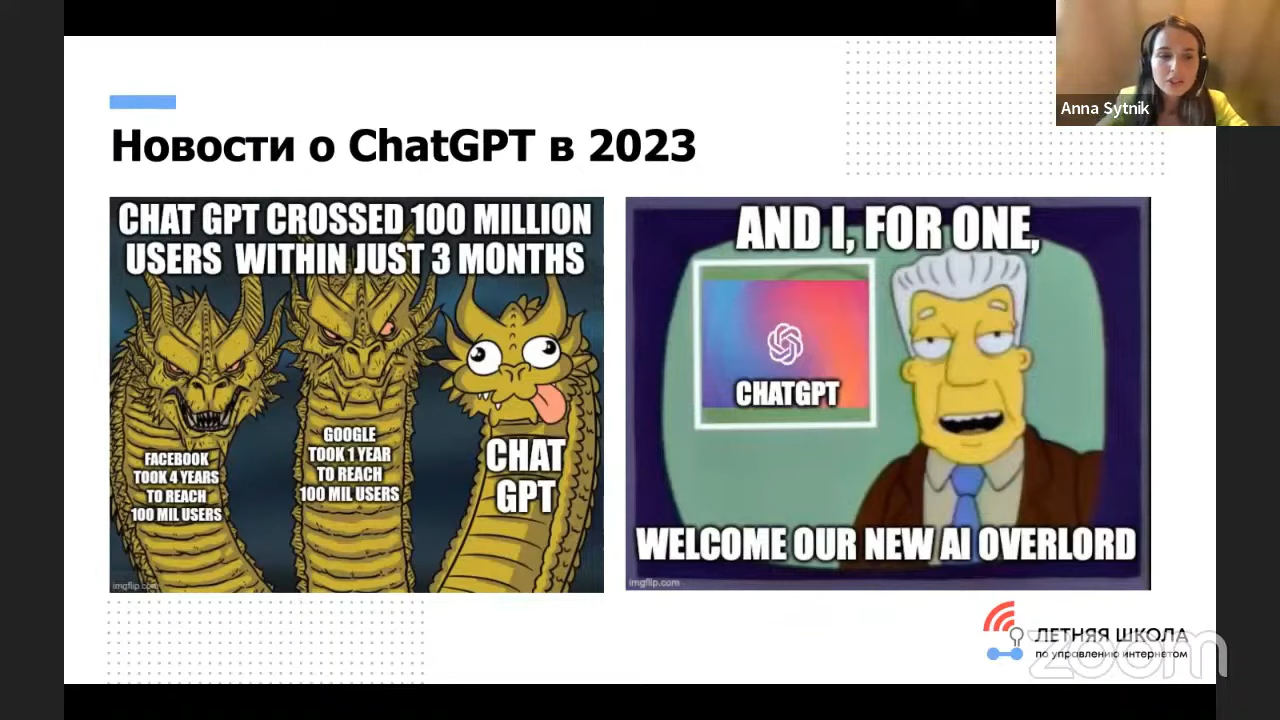 Anna Sytnik
Новости о ChatGPT в 2023
CHAT GPT CROSSED 100 MILLION
USERS WITHIN JUST 3 MONTHS
FACEBOOK
TOOK 4 YEARS
TO REACH
100 MIL USERS
GOOGLE
TOOK 1 YEAR
TO REACH
100 MIL USERS
CHAT
GPT
imgflip.com
AND I, FOR ONE,
CHATGPT
WELCOME OUR NEW AI OVERLORD
imgflip.com
ЛЕТНЯЯ ШКОЛА
по управлению интернетом
zoom